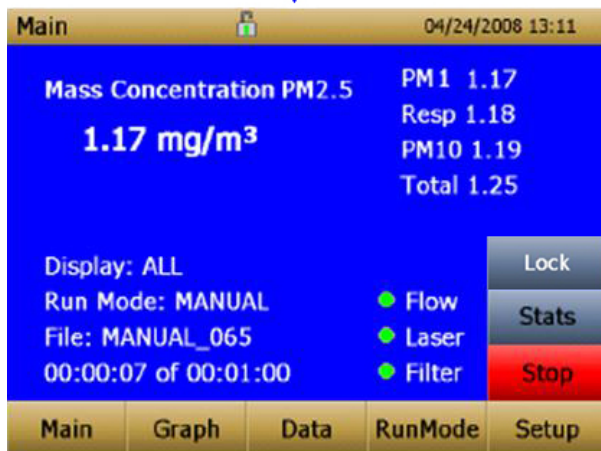 Main
04/24/2008 13:11
Mass Concentration PM2.5
1.17 mg/m³
PM1 1.17
Resp 1.18
PM10 1.19
Total 1.25
Display: ALL
Run Mode: MANUAL
File: MANUAL_065
00:00:07 of 00:01:00
Flow
Laser
Filter
Lock
Stats
Stop
Main Graph Data RunMode Setup